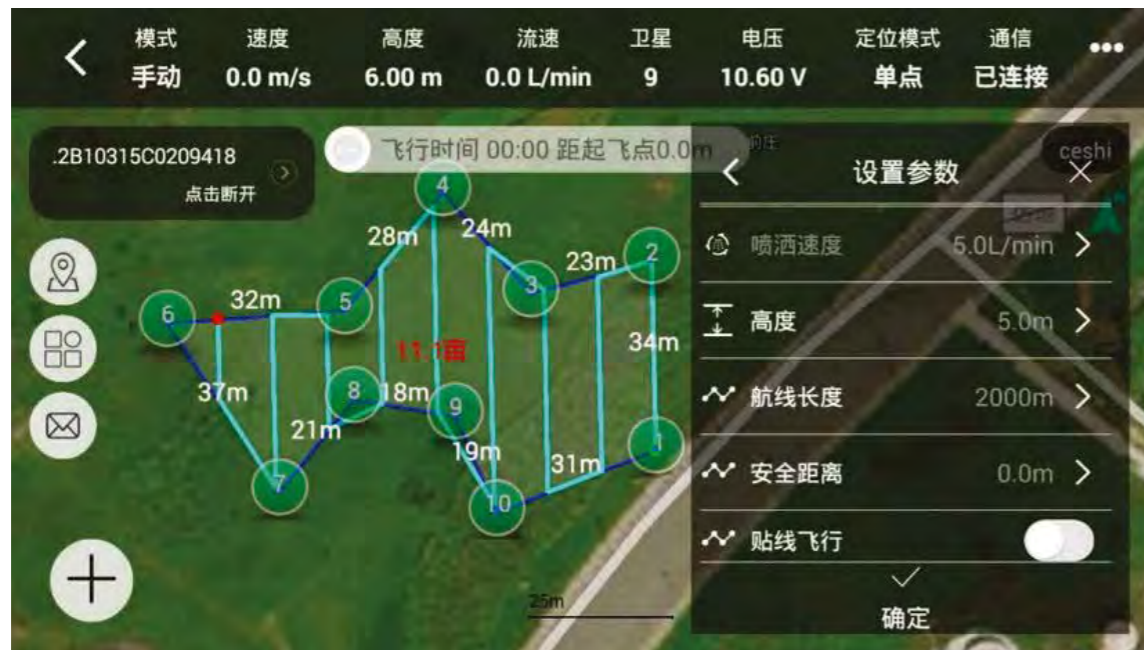 模式 速度 高度 流速 卫星 电压 定位模式 通信
手动 0.0 m/s 6.00 m 0.0 L/min 9 10.60 V 单点 已连接
.2B10315C0209418
点击断开
飞行时间 00:00 距起飞点0.0m
ceshi
设置参数
喷洒速度 5.0L/min
高度 5.0m
航线长度 2000m
安全距离 0.0m
贴线飞行
确定
4
28m
24m
23m
2
3
6
32m
5
11.1亩
34m
37m
8
18m
9
21m
19m
31m
1
7
10
25m